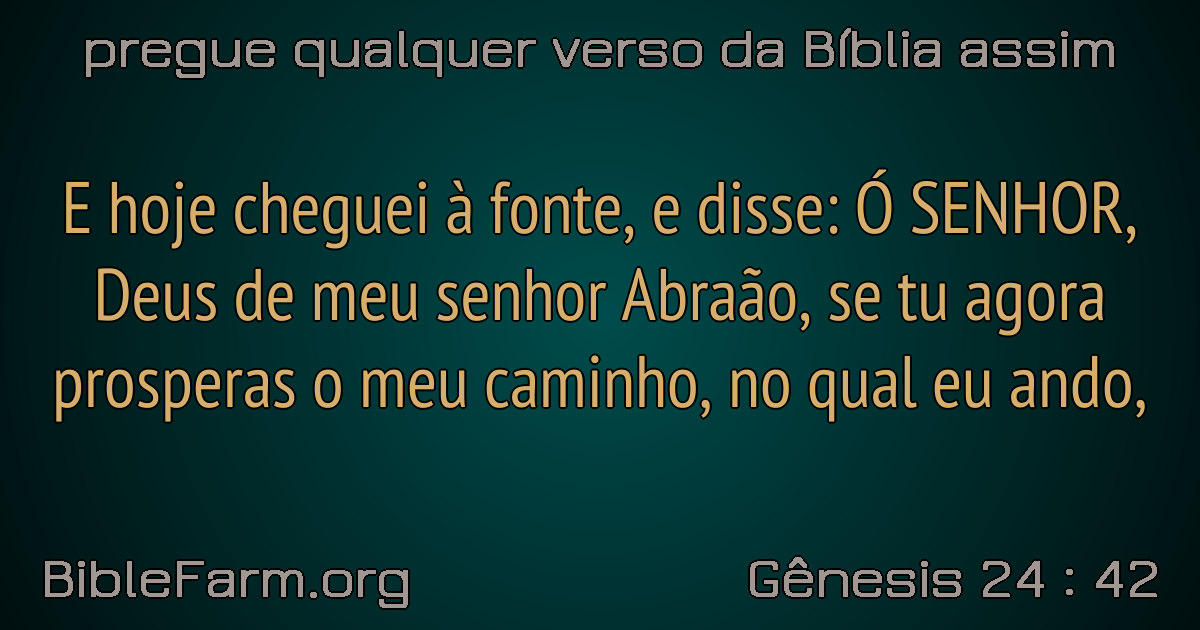 pregue qualquer verso da Bíblia assim
E hoje cheguei à fonte, e disse: Ó SENHOR,
Deus de meu senhor Abraão, se tu agora
prosperas o meu caminho, no qual eu ando,
BibleFarm.org
Gênesis 24 : 42